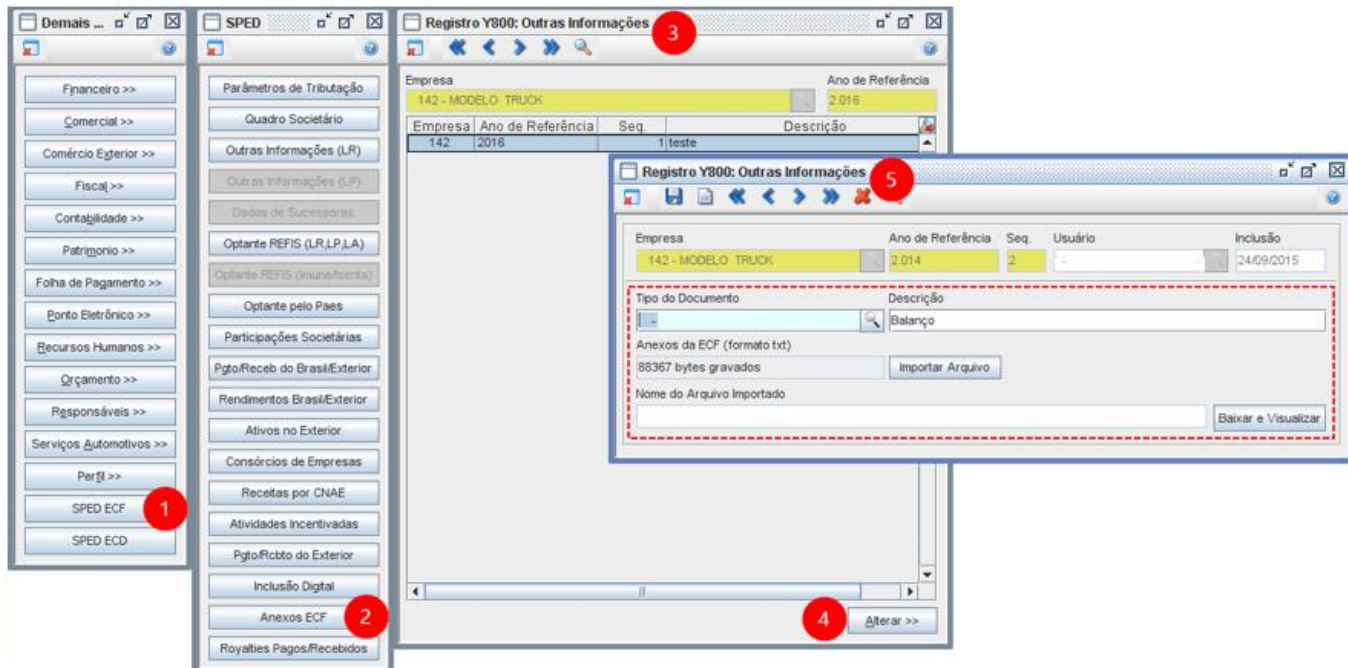 Demais ...
Financeiro >>
Comercial >>
Comércio Exterior >>
Fiscal >>
Contabilidade >>
Patrimonio >>
Folha de Pagamento >>
Ponto Eletrônico >>
Recursos Humanos >>
Orçamento >>
Responsáveis >>
Serviços Automotivos >>
Perfil >>
SPED ECF
1
SPED ECD
SPED
Parâmetros de Tributação
Quadro Societário
Outras Informações (LR)
Outras Informações (LP)
Dados de Sucessoras
Optante REFIS (LR,LP,LA)
Optante REFIS (Imune/Isenta)
Optante pelo Paes
Participações Societárias
Pgto/Receb do Brasil/Exterior
Rendimentos Brasil/Exterior
Ativos no Exterior
Consórcios de Empresas
Receitas por CNAE
Atividades Incentivadas
Pgto/Rcbto do Exterior
Inclusão Digital
Anexos ECF
2
Royalties Pagos/Recebidos
Registro Y800: Outras Informações
3
Empresa Ano de Referência
142 - MODELO TRUCK 2.016
Empresa Ano de Referência Seq. Descrição
142 2016 1 teste
4
Alterar >>
Registro Y800: Outras Informações
5
Empresa Ano de Referência Seq. Usuário Inclusão
142 - MODELO TRUCK 2.014 2 - 24/09/2015
Tipo do Documento Descrição
- Balanço
Anexos da ECF (formato txt)
88367 bytes gravados Importar Arquivo
Nome do Arquivo Importado
Baixar e Visualizar